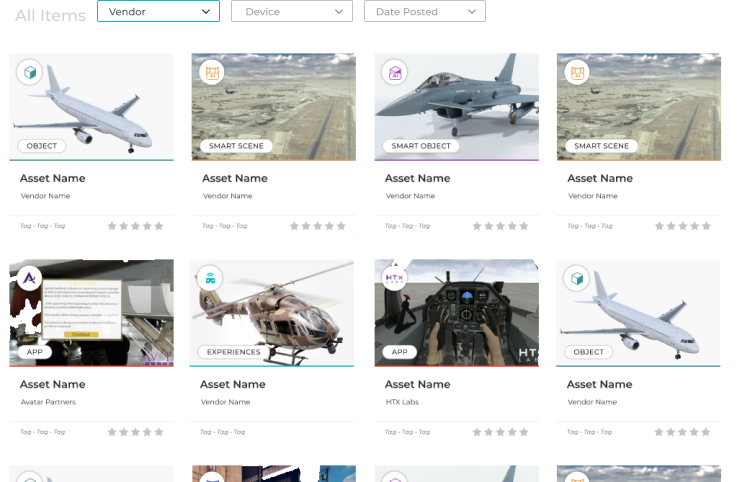 All Items
Vendor
Device
Date Posted
OBJECT
SMART SCENE
SMART OBJECT
SMART SCENE
Asset Name
Asset Name
Asset Name
Asset Name
Vendor Name
Vendor Name
Vendor Name
Vendor Name
Tag - Tag - Tag
Tag - Tag - Tag
Tag - Tag - Tag
Tag - Tag - Tag
Continue
HTX
LABS
APP
EXPERIENCES
APP
OBJECT
Asset Name
Asset Name
Asset Name
Asset Name
Avatar Partners
Vendor Name
HTX Labs
Vendor Name
Tag - Tag - Tag
Tag - Tag - Tag
Tag - Tag - Tag
Tag - Tag - Tag